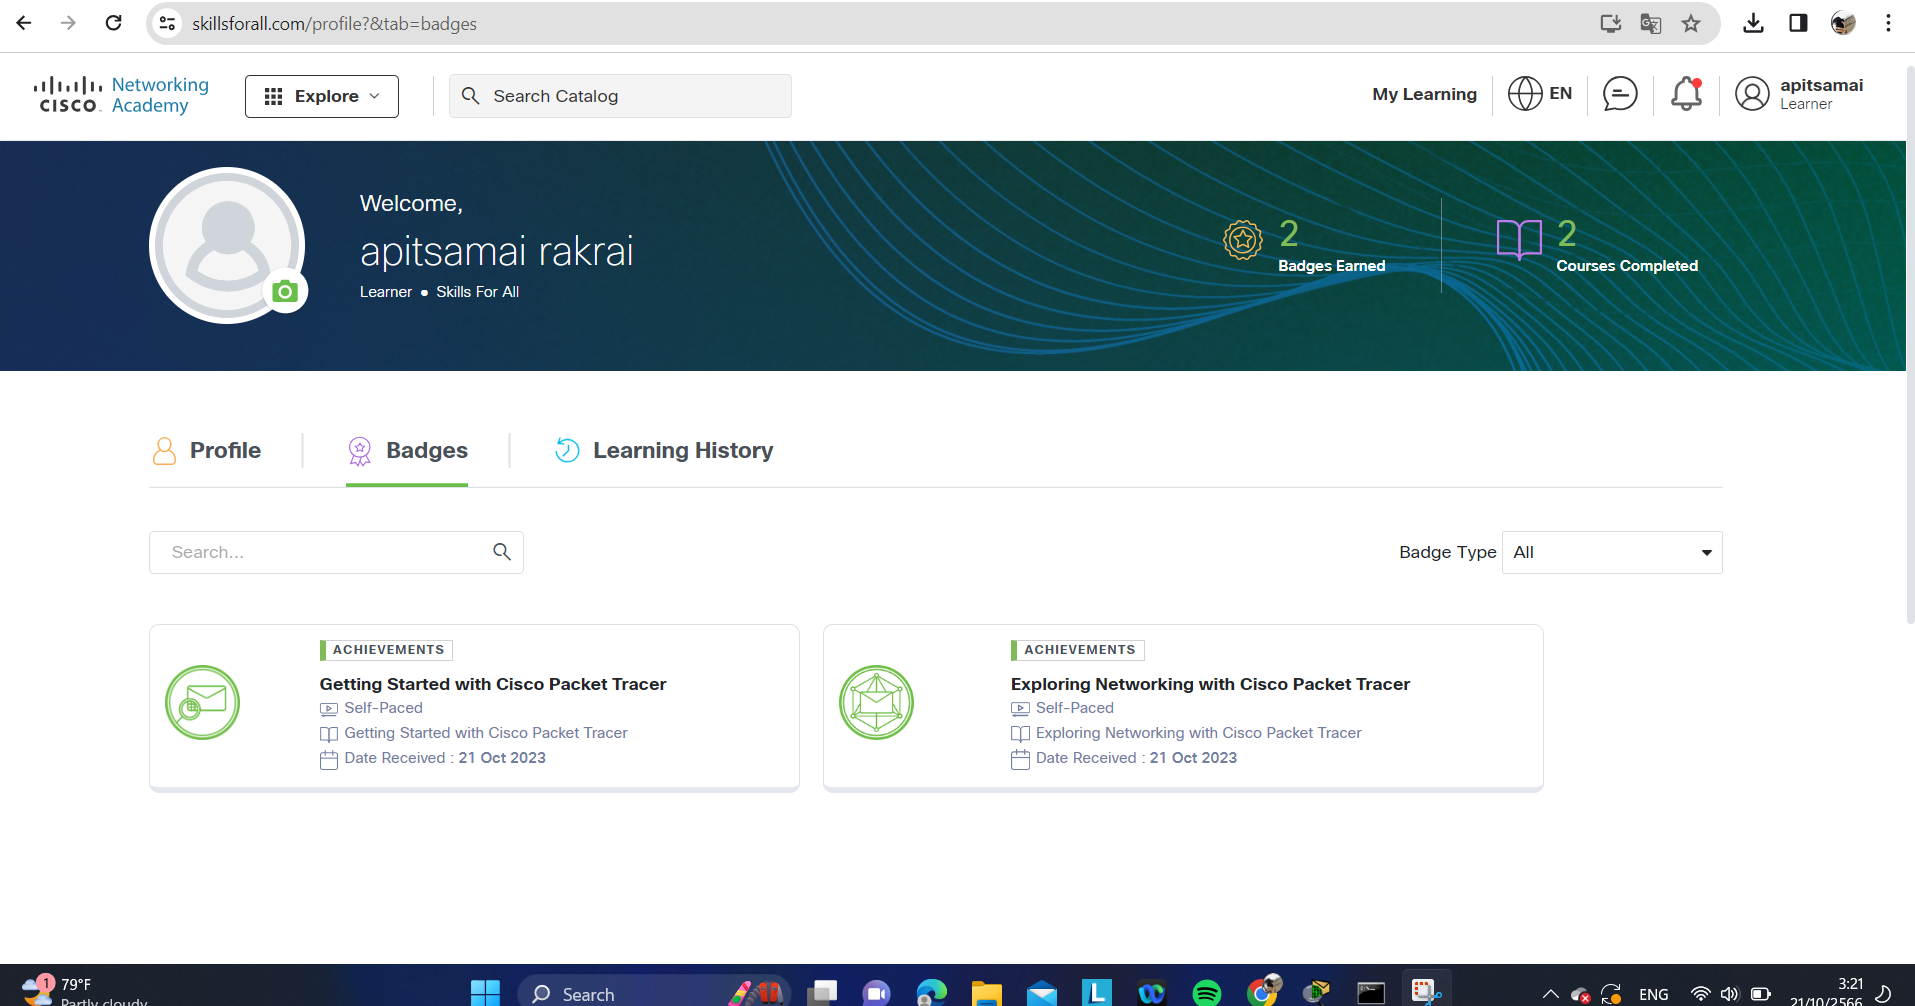 skillsforall.com/profile?&tab=badges
CISCO
Networking
Academy
Explore
Search Catalog
My Learning
EN
apitsamai
Learner
Welcome,
apitsamai rakrai
Learner • Skills For All
2
Badges Earned
2
Courses Completed
Profile
Badges
Learning History
Search...
Badge Type
All
ACHIEVEMENTS
Getting Started with Cisco Packet Tracer
Self-Paced
Getting Started with Cisco Packet Tracer
Date Received : 21 Oct 2023
ACHIEVEMENTS
Exploring Networking with Cisco Packet Tracer
Self-Paced
Exploring Networking with Cisco Packet Tracer
Date Received : 21 Oct 2023
1
79°F
Partly cloudy
Search
L
ENG
3:21
21/10/2566